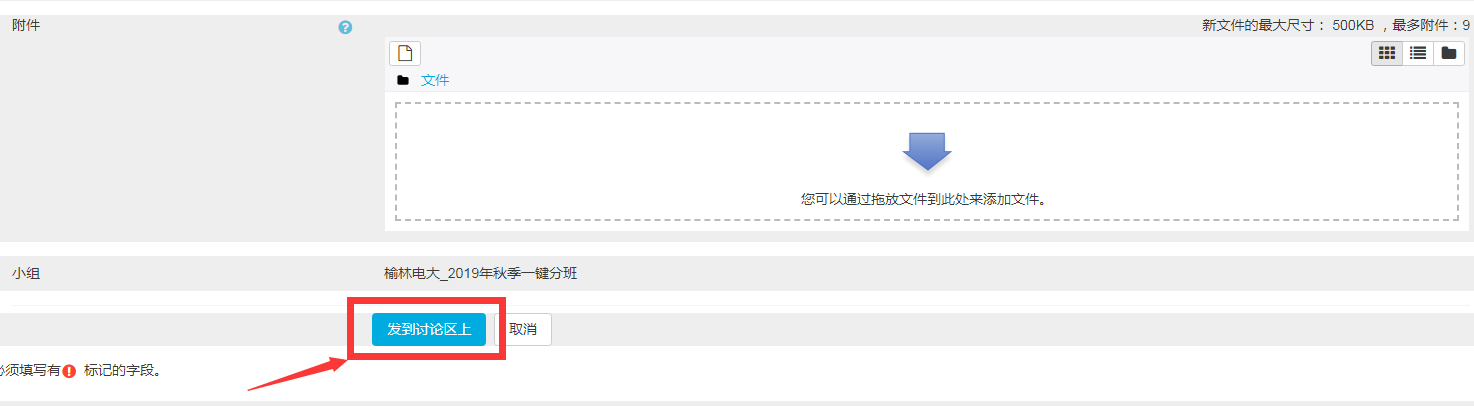 附件
新文件的最大尺寸： 500KB ，最多附件：9
文件
您可以通过拖放文件到此处来添加文件。
小组
榆林电大_2019年秋季一键分班
发到讨论区上
取消
必须填写有 标记的字段。